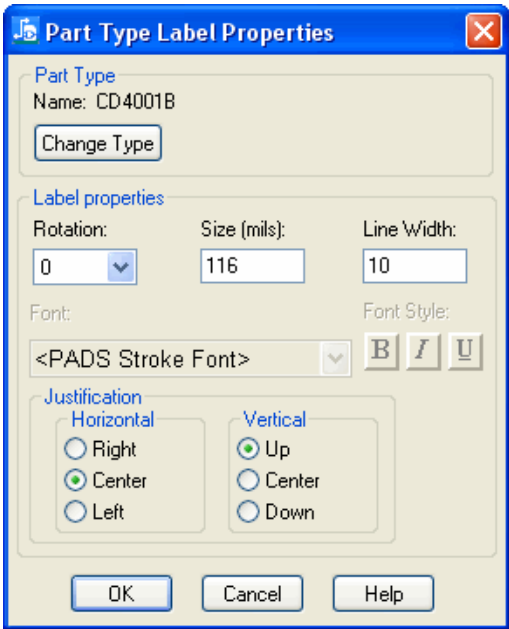 Part Type Label Properties
Part Type
Name: CD4001B
Change Type
Label properties
Rotation: Size (mils): Line Width:
0 116 10
Font: Font Style:
<PADS Stroke Font> B I U
Justification
Horizontal Vertical
Right Up
Center Center
Left Down
OK Cancel Help